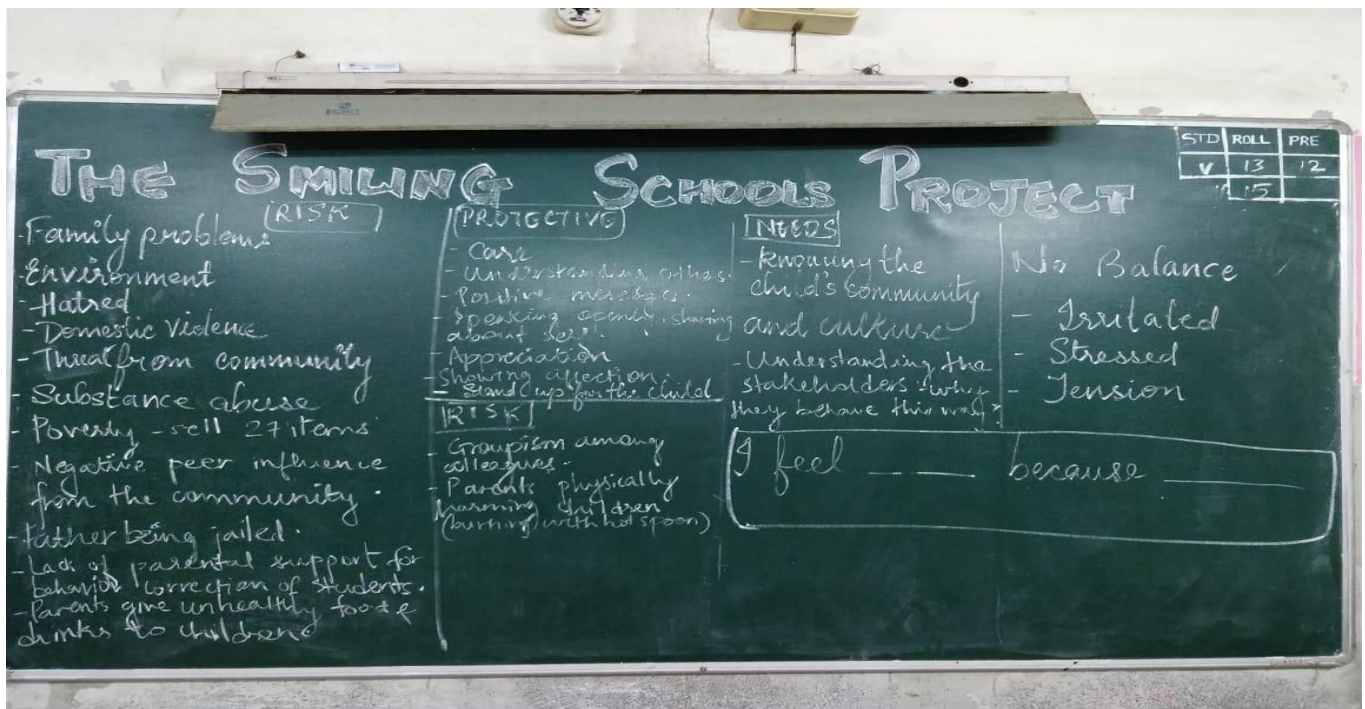 THE SMILING SCHOOLS PROJECT
STD ROLL PRE
V 13 12
15
RISK
- Family problems
- Environment
- Hatred
- Domestic Violence
- Threat from community
- Substance abuse
- Poverty - sell 27 items
- Negative peer influence
from the community.
- Father being jailed.
- Lack of parental support for
behavior correction of students.
- Parents give unhealthy food &
drinks to children
PROTECTIVE
- Care
- Understanding others.
- Positive messages.
- Speaking openly. sharing
about
- Appreciation
- Showing affection.
- Stand up for the child
RISK
- Groupism among
colleagues.
- Parents physically
harming children
(burning with hot spoon)
NEEDS
- Knowing the
child's community
and culture
- Understanding the
stakeholders. why
they behave this way?
No Balance
- Irritated
- Stressed
- Tension
I feel ___ ___ because ______